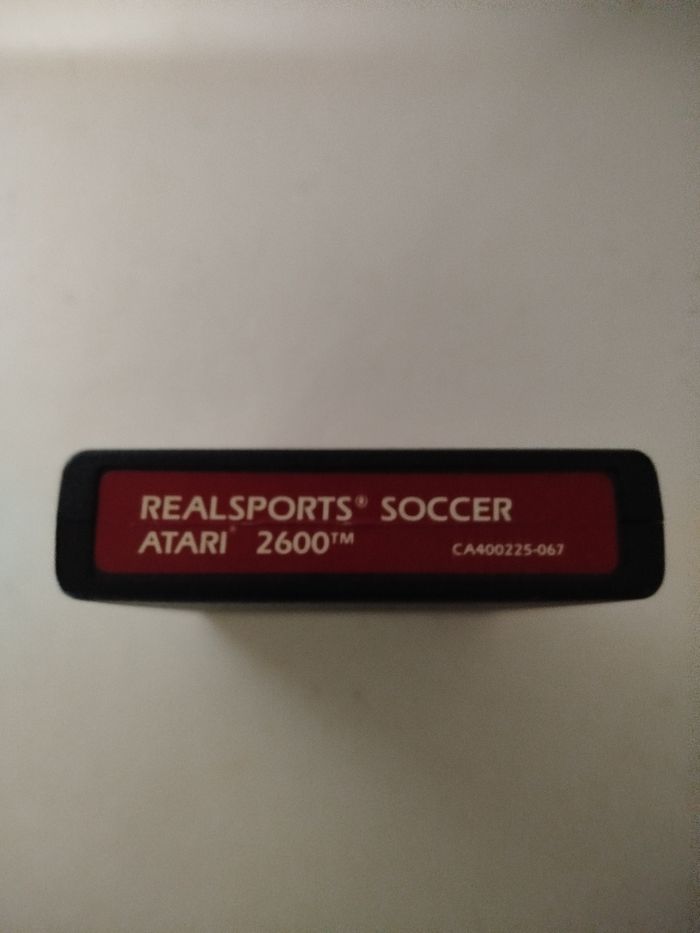 REALSPORTS® SOCCER
ATARI® 2600™ CA400225-067